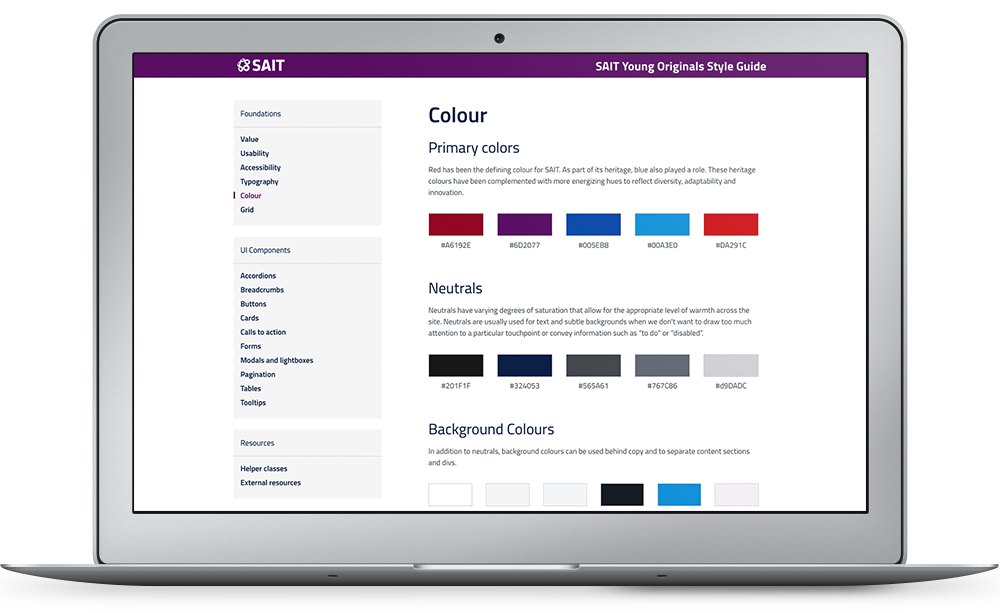 SAIT
SAIT Young Originals Style Guide
Foundations
Value
Usability
Accessibility
Typography
Colour
Grid
UI Components
Accordions
Breadcrumbs
Buttons
Cards
Calls to action
Forms
Modals and lightboxes
Pagination
Tables
Tooltips
Resources
Helper classes
External resources
Colour
Primary colors
Red has been the defining colour for SAIT. As part of its heritage, blue also played a role. These heritage
colours have been complemented with more energizing hues to reflect diversity, adaptability and
innovation.
#A6192E #6D2077 #005EBB #00A3E0 #DA291C
Neutrals
Neutrals have varying degrees of saturation that allow for the appropriate level of warmth across the
site. Neutrals are usually used for text and subtle backgrounds when we don't want to draw too much
attention to a particular touchpoint or convey information such as "to do" or "disabled".
#201F1F #324053 #565A61 #767C86 #d9DADC
Background Colours
In addition to neutrals, background colours can be used behind copy and to separate content sections
and divs.